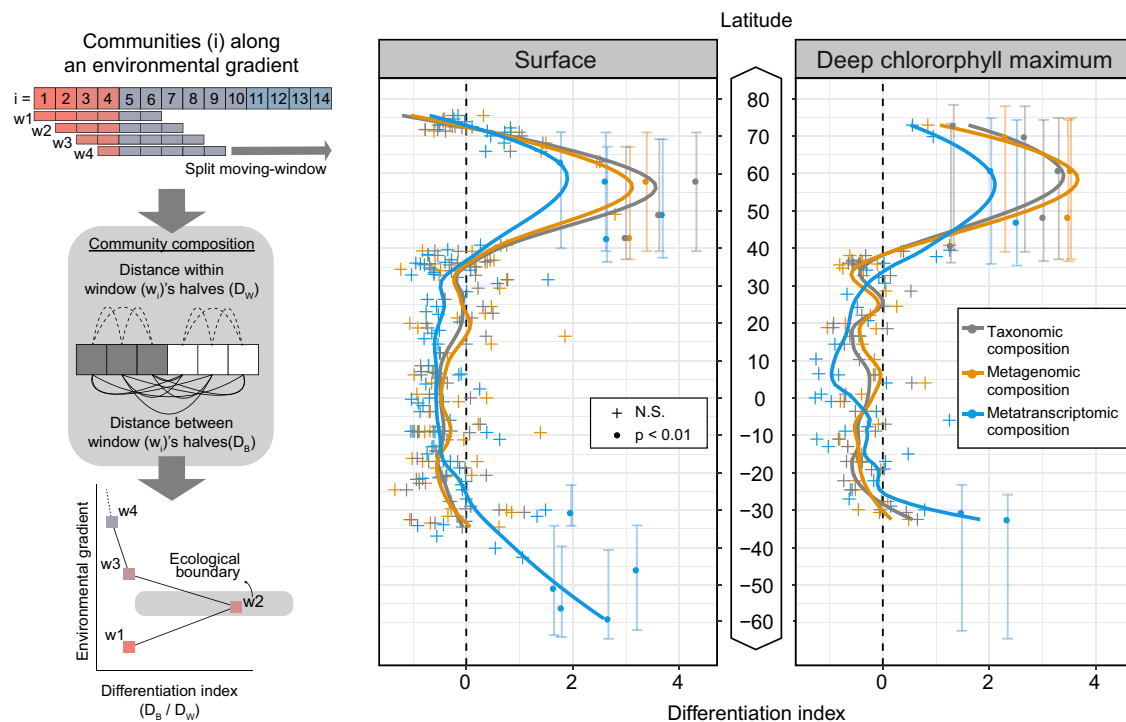 Communities (i) along
an environmental gradient
i = 1 2 3 4 5 6 7 8 9 10 11 12 13 14
w1
w2
w3
w4
Split moving-window
Community composition
Distance within
window (wi)'s halves (DW)
Distance between
window (wi)'s halves(DB)
Environmental gradient
w4
w3
Ecological
boundary
w2
w1
Differentiation index
(DB / DW)
Latitude
Surface
Deep chlororphyll maximum
80
70
60
50
40
30
20
10
0
−10
−20
−30
−40
−50
−60
N.S.
p < 0.01
Taxonomic
composition
Metagenomic
composition
Metatranscriptomic
composition
0 2 4
0 2 4
Differentiation index